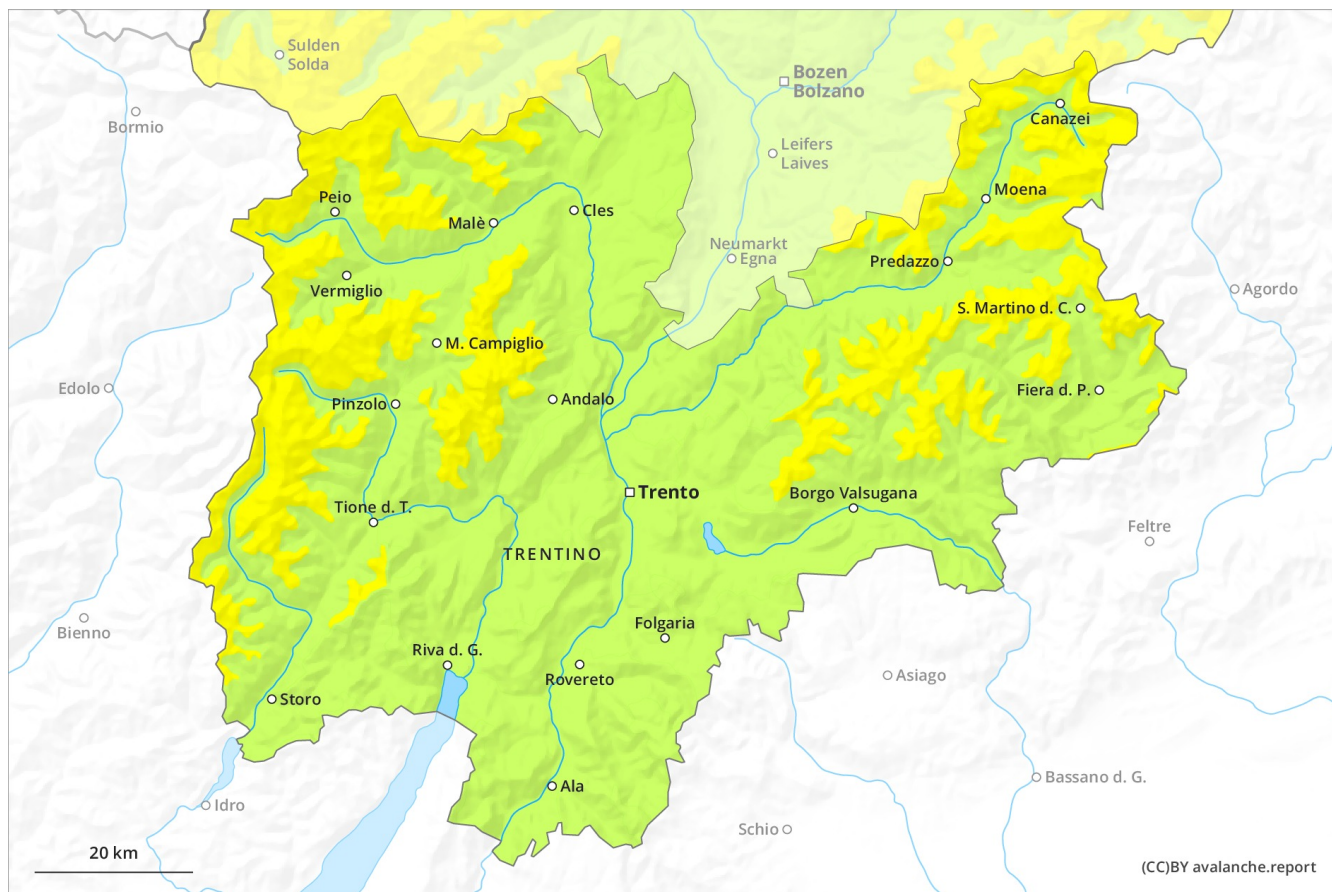 Sulden
Solda
Bozen
Bolzano
Bormio
Canazei
Leifers
Laives
Peio
Moena
Malè
Cles
Neumarkt
Egna
Predazzo
Vermiglio
Agordo
S. Martino d. C.
M. Campiglio
Edolo
Fiera d. P.
Pinzolo
Andalo
Trento
Borgo Valsugana
Tione d. T.
Feltre
TRENTINO
Bienno
Folgaria
Riva d. G.
Rovereto
Asiago
Storo
Bassano d. G.
Ala
Idro
Schio
20 km
(CC)BY avalanche.report